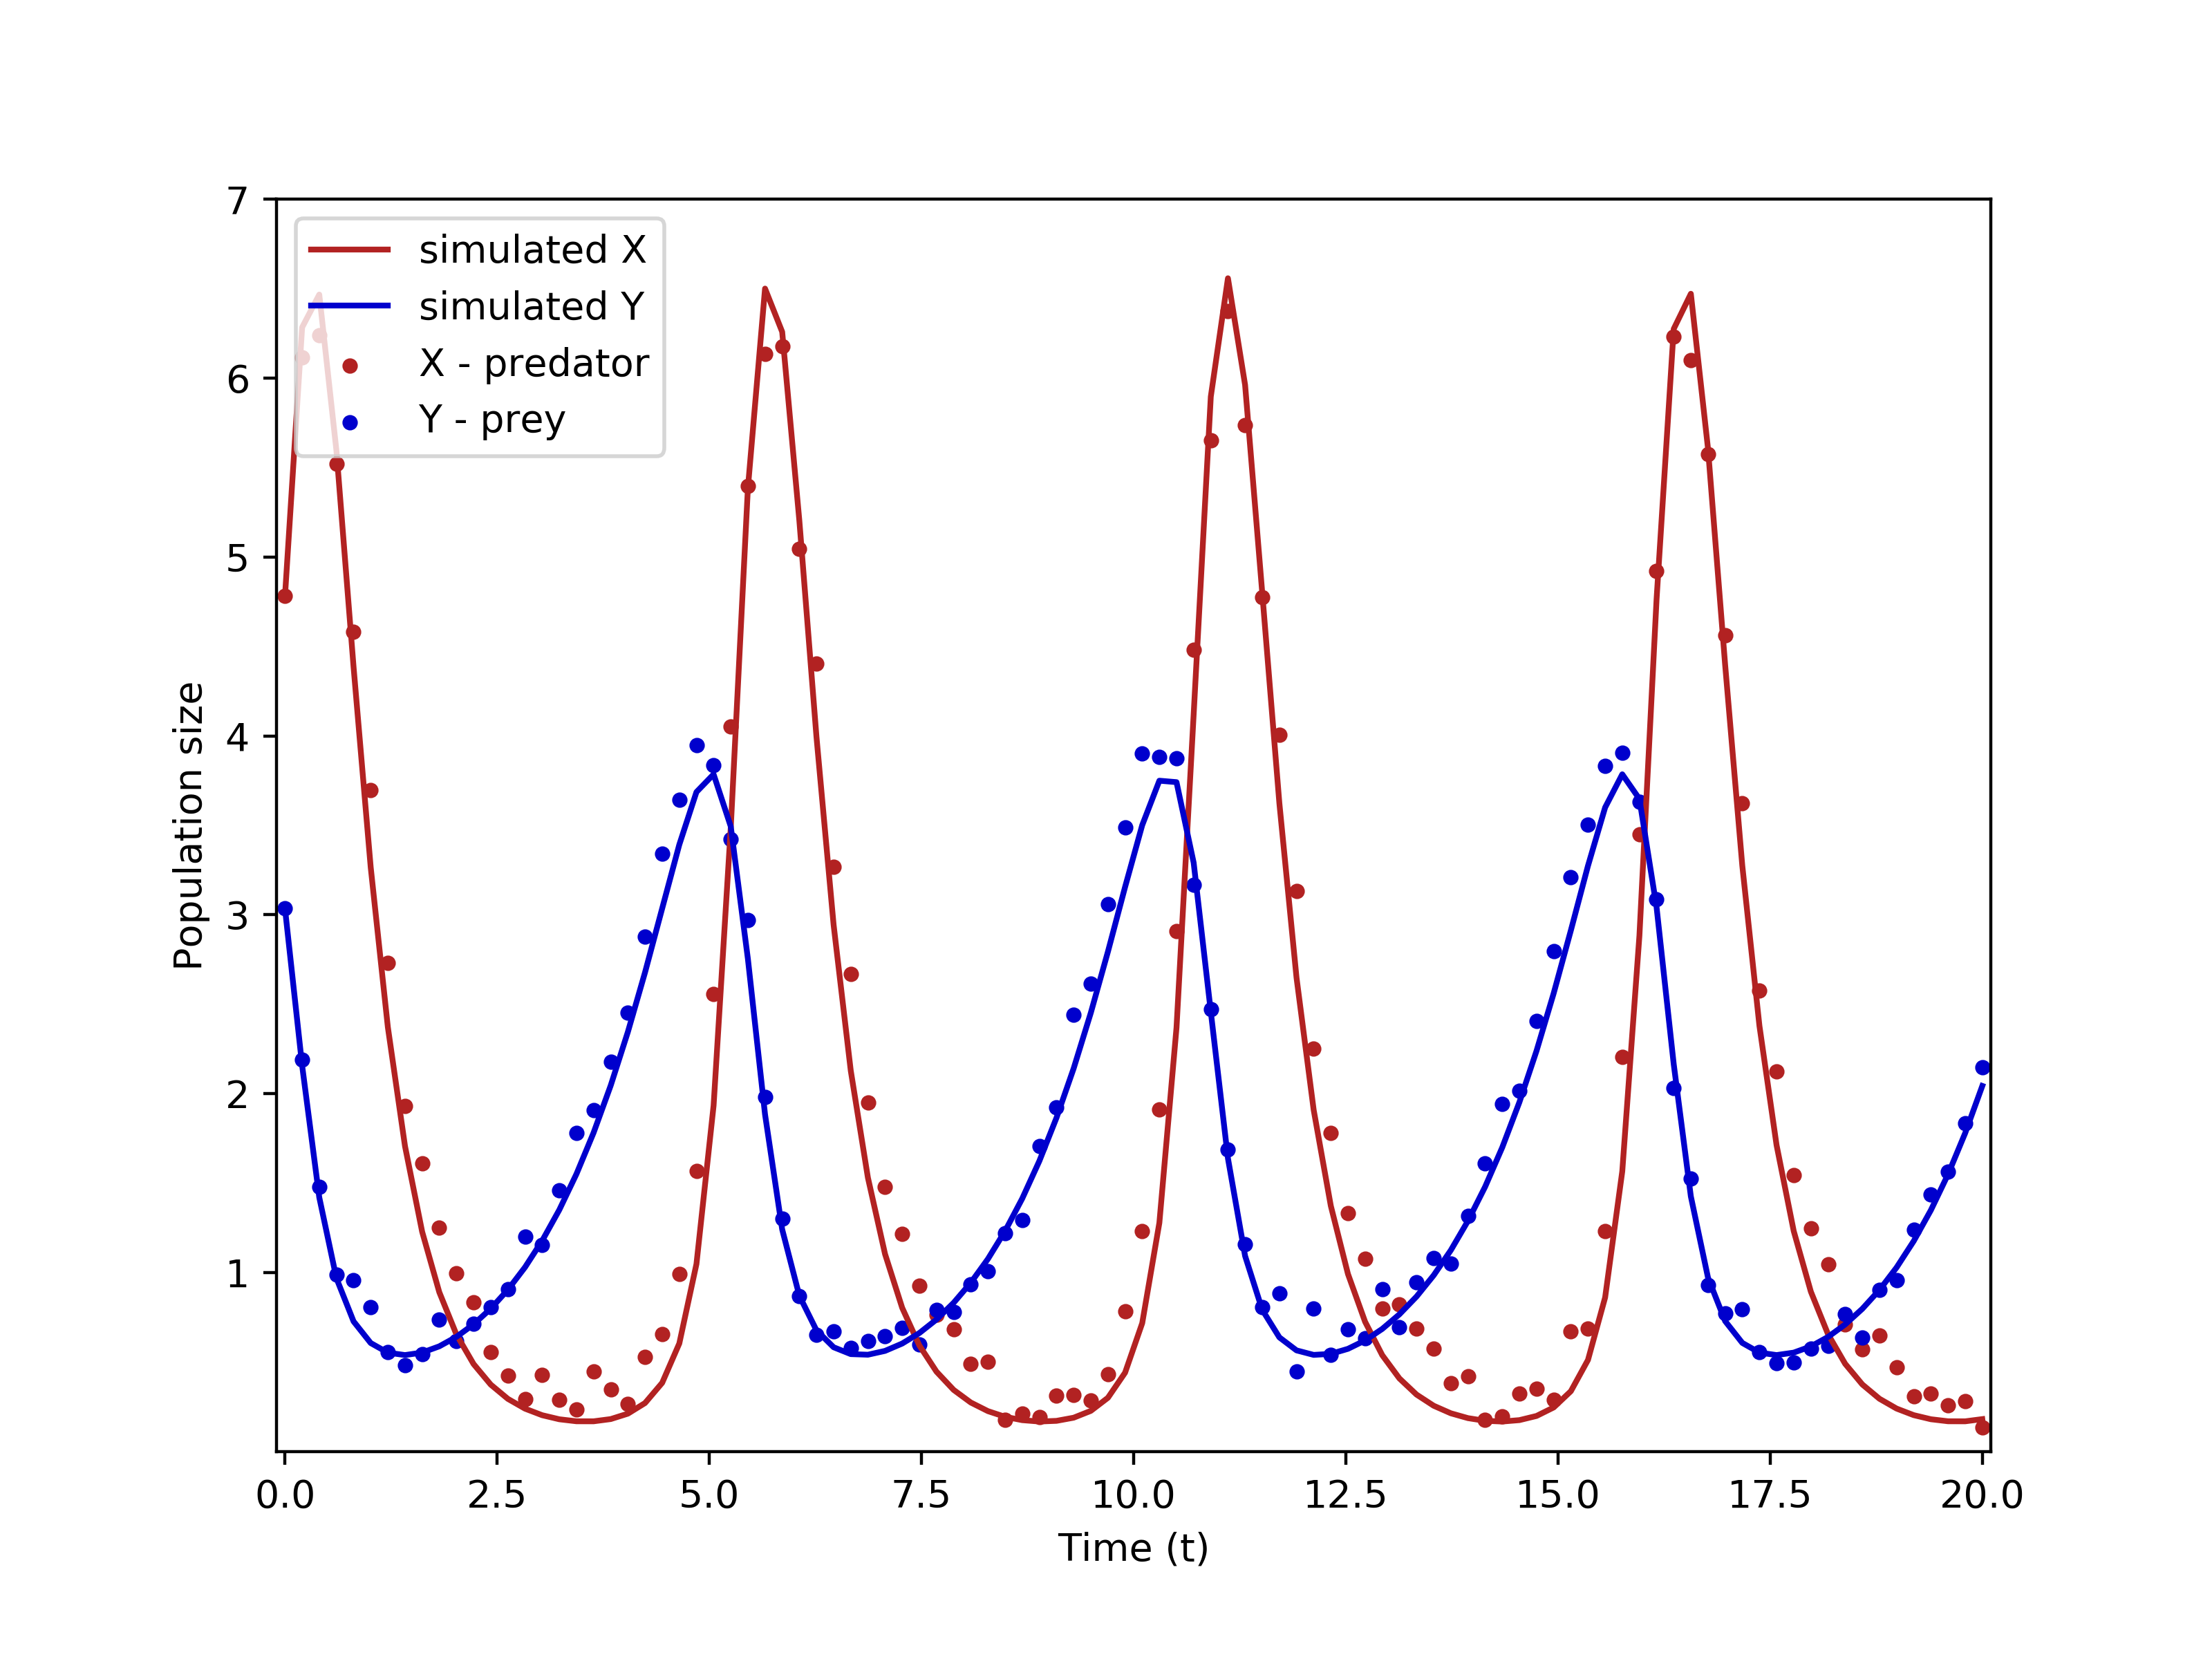 7
6
5
4
3
2
1
Population size
simulated X
simulated Y
X - predator
Y - prey
0.0 2.5 5.0 7.5 10.0 12.5 15.0 17.5 20.0
Time (t)